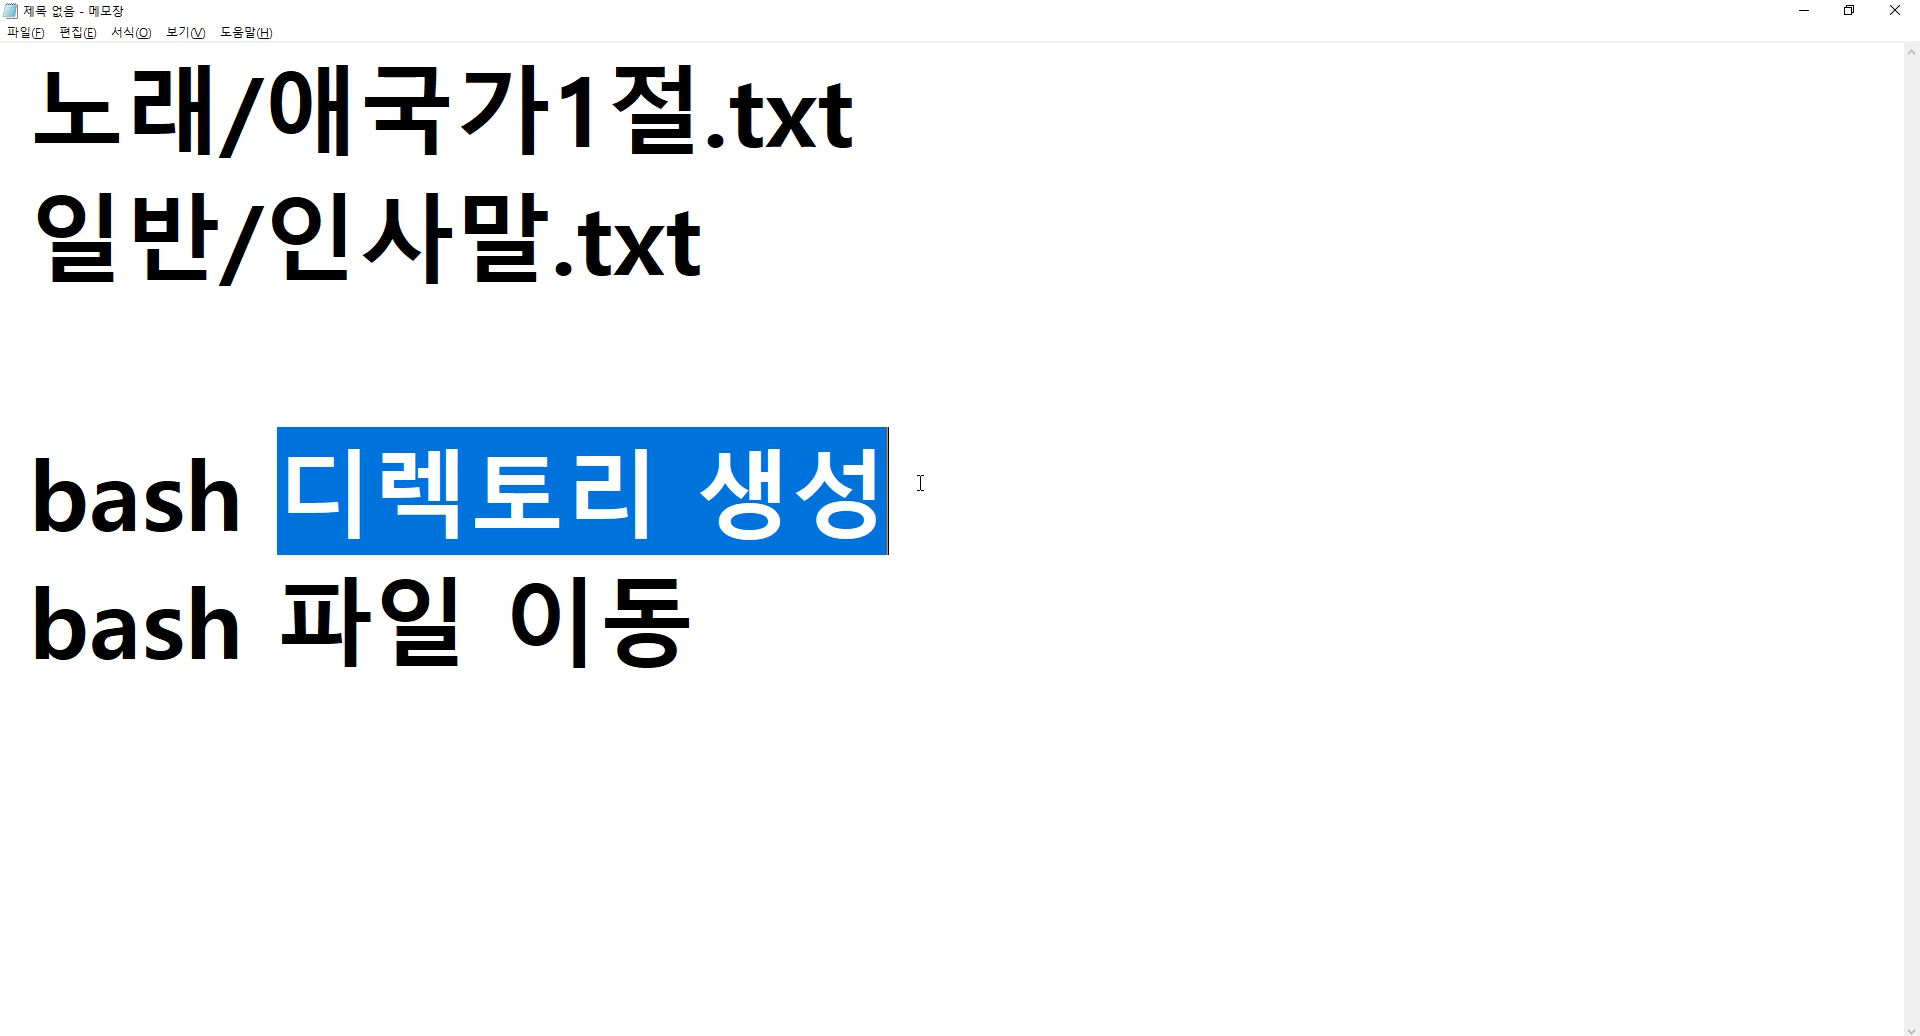 제목 없음 - 메모장
파일(F) 편집(E) 서식(O) 보기(V) 도움말(H)
노래/애국가1절.txt
일반/인사말.txt
bash 디렉토리 생성
bash 파일 이동